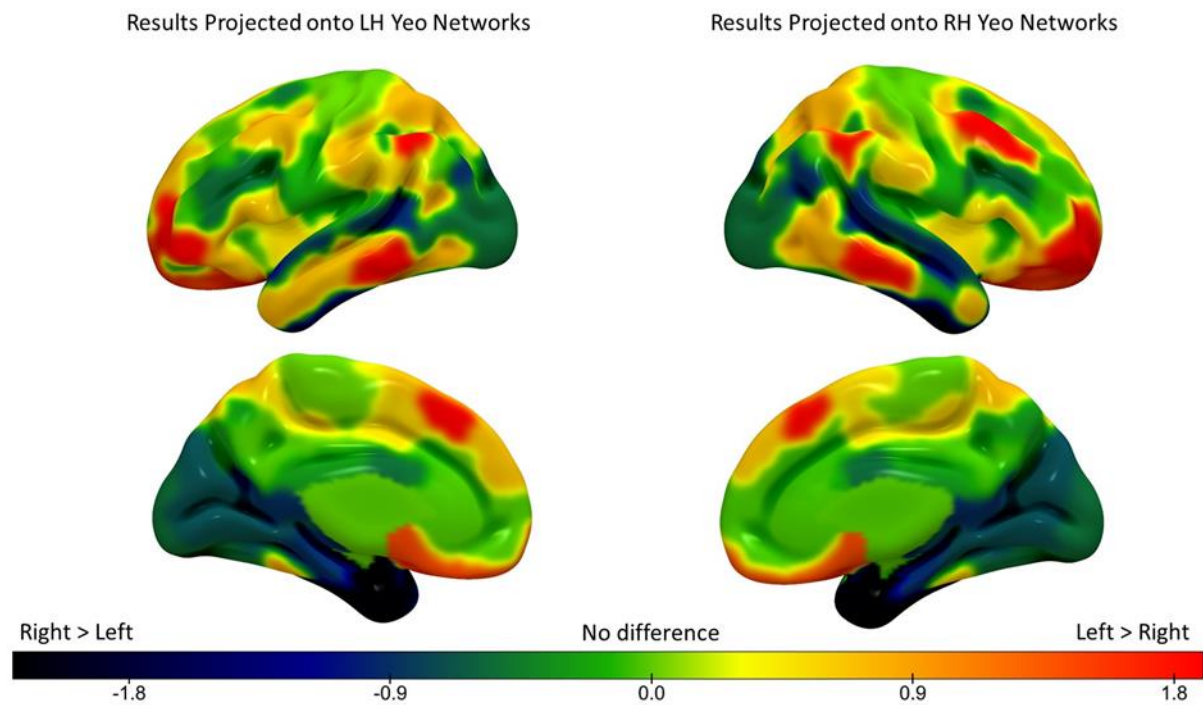 Results Projected onto LH Yeo Networks
Results Projected onto RH Yeo Networks
Right > Left
No difference
Left > Right
-1.8
-0.9
0.0
0.9
1.8